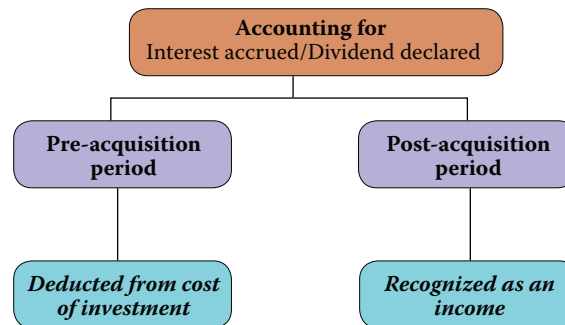 Accounting for
Interest accrued/Dividend declared
Pre-acquisition
period
Post-acquisition
period
Deducted from cost
of investment
Recognized as an
income